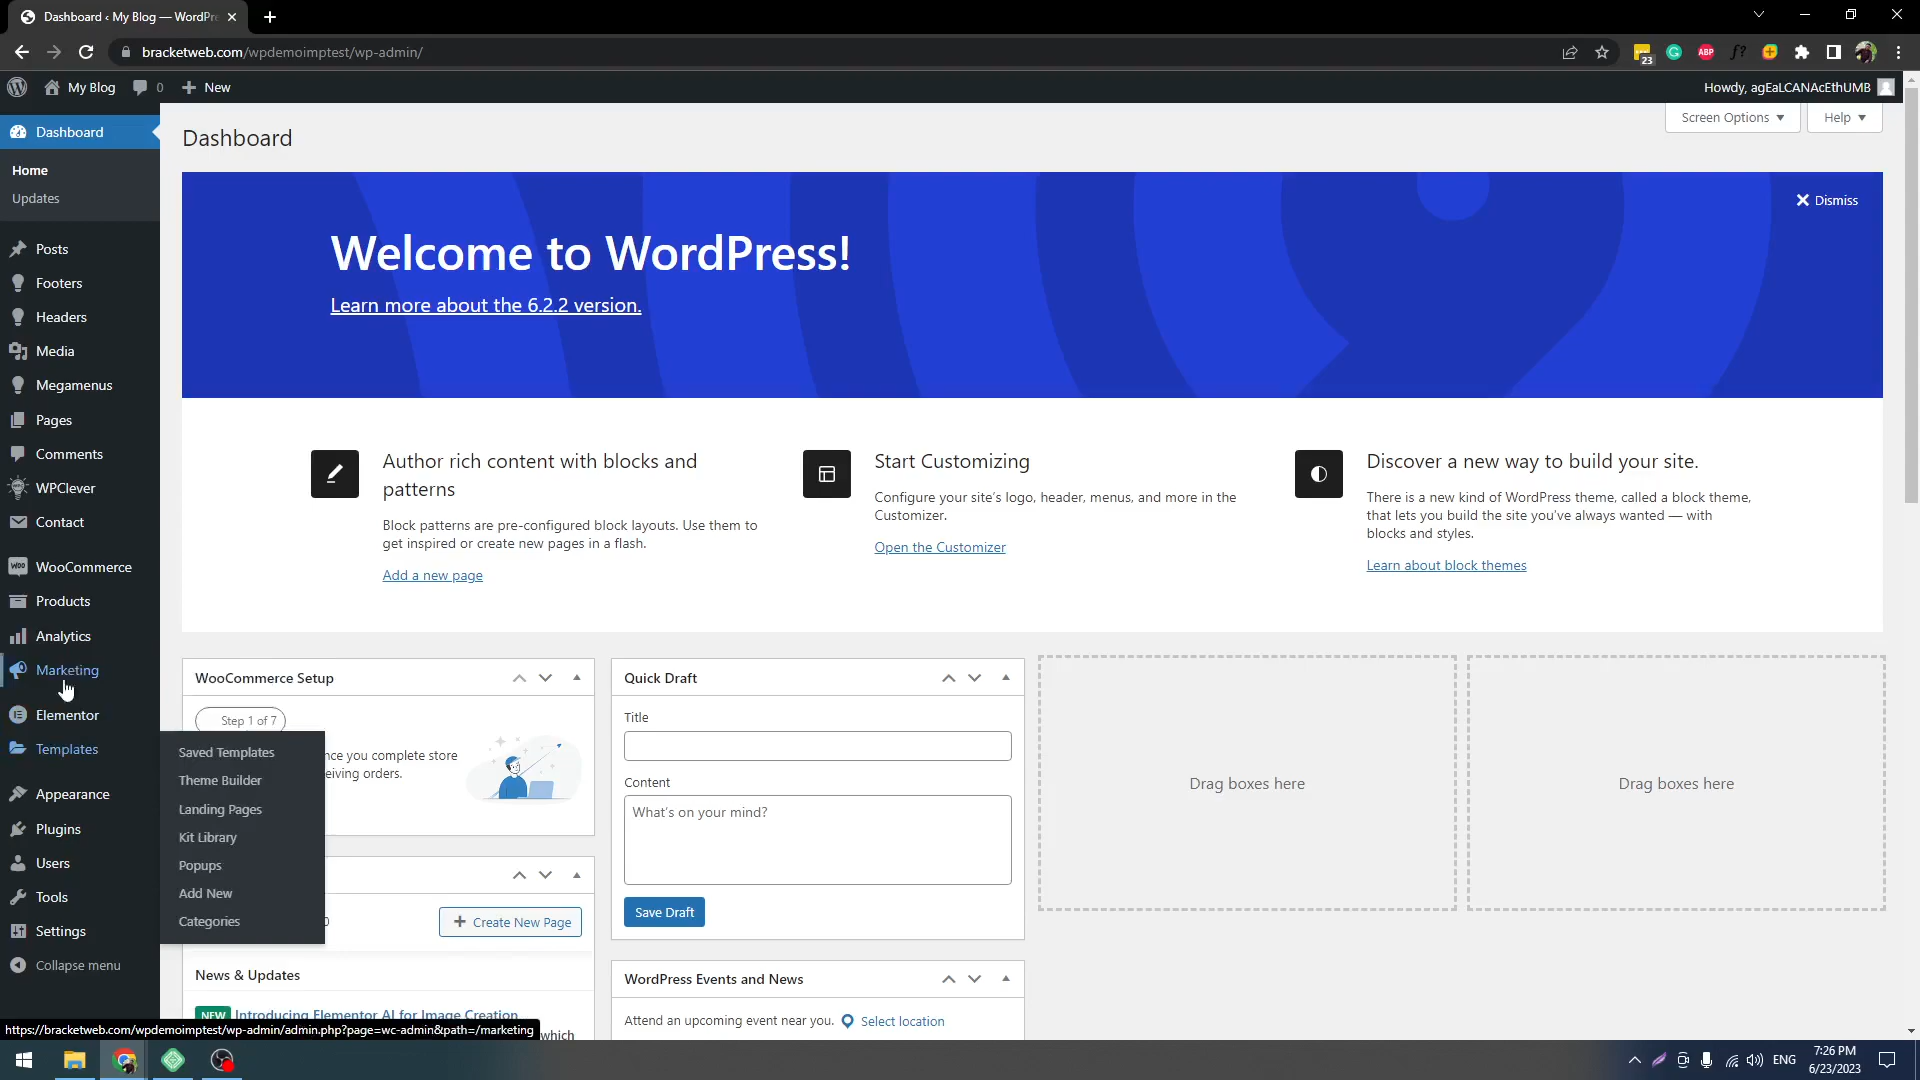 Dashboard ‹ My Blog — WordPre
bracketweb.com/wpdemoimptest/wp-admin/
23
ABP
f?
My Blog
0
New
Howdy, agEaLCANAcEthUMB
Dashboard
Home
Updates
Posts
Footers
Headers
Media
Megamenus
Pages
Comments
WPClever
Contact
WooCommerce
Products
Analytics
Marketing
Elementor
Templates
Appearance
Plugins
Users
Tools
Settings
Collapse menu
Saved Templates
Theme Builder
Landing Pages
Kit Library
Popups
Add New
Categories
Screen Options
Help
Dashboard
Dismiss
Welcome to WordPress!
Learn more about the 6.2.2 version.
Author rich content with blocks and
patterns
Block patterns are pre-configured block layouts. Use them to
get inspired or create new pages in a flash.
Add a new page
Start Customizing
Configure your site's logo, header, menus, and more in the
Customizer.
Open the Customizer
Discover a new way to build your site.
There is a new kind of WordPress theme, called a block theme,
that lets you build the site you've always wanted — with
blocks and styles.
Learn about block themes
WooCommerce Setup
Step 1 of 7
nce you complete store
eiving orders.
Create New Page
News & Updates
NEW Introducing Elementor AI for Image Creation
which
Quick Draft
Title
Content
What's on your mind?
Save Draft
WordPress Events and News
Attend an upcoming event near you.
Select location
Drag boxes here
Drag boxes here
https://bracketweb.com/wpdemoimptest/wp-admin/admin.php?page=wc-admin&path=/marketing
ENG
7:26 PM
6/23/2023